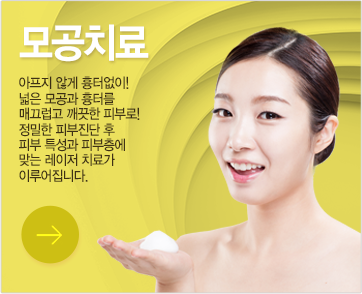 모공치료
아프지 않게 흉터없이!
넓은 모공과 흉터를
매끄럽고 깨끗한 피부로!
정밀한 피부진단 후
피부 특성과 피부층에
맞는 레이저 치료가
이루어집니다.